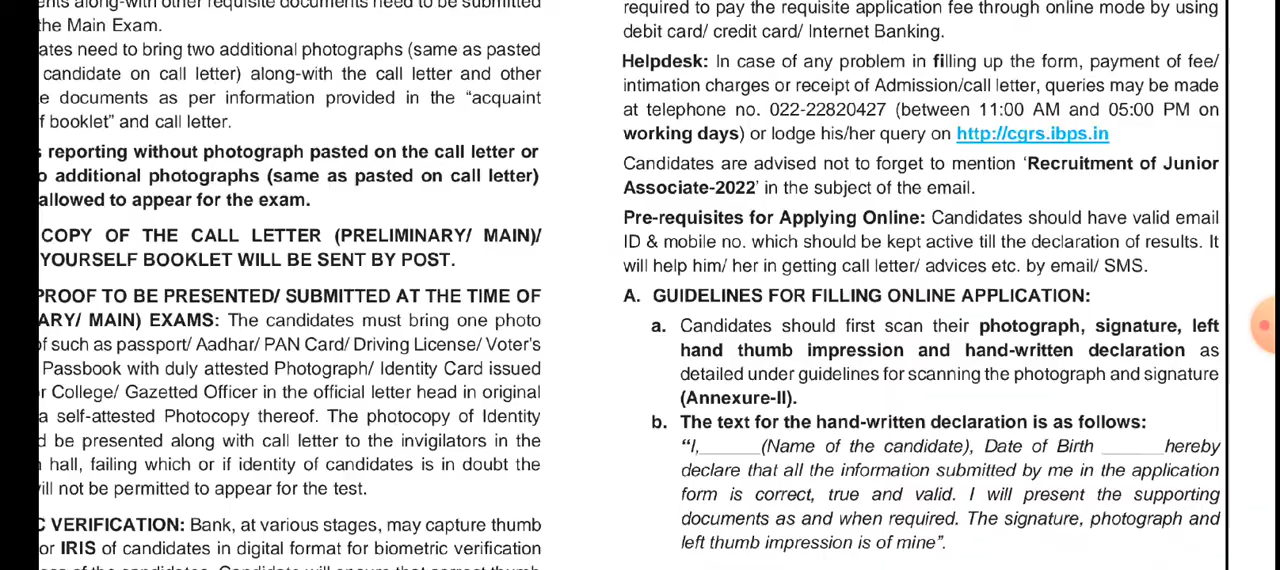 along-with other requisite documents need to be submitted
the Main Exam.
ates need to bring two additional photographs (same as pasted
candidate on call letter) along-with the call letter and other
e documents as per information provided in the “acquaint
f booklet” and call letter.
reporting without photograph pasted on the call letter or
o additional photographs (same as pasted on call letter)
allowed to appear for the exam.
COPY OF THE CALL LETTER (PRELIMINARY/ MAIN)/
YOURSELF BOOKLET WILL BE SENT BY POST.
PROOF TO BE PRESENTED/ SUBMITTED AT THE TIME OF
ARY/ MAIN) EXAMS: The candidates must bring one photo
of such as passport/ Aadhar/ PAN Card/ Driving License/ Voter's
Passbook with duly attested Photograph/ Identity Card issued
r College/ Gazetted Officer in the official letter head in original
a self-attested Photocopy thereof. The photocopy of Identity
d be presented along with call letter to the invigilators in the
hall, failing which or if identity of candidates is in doubt the
ill not be permitted to appear for the test.
C VERIFICATION: Bank, at various stages, may capture thumb
or IRIS of candidates in digital format for biometric verification
required to pay the requisite application fee through online mode by using
debit card/ credit card/ Internet Banking.
Helpdesk: In case of any problem in filling up the form, payment of fee/
intimation charges or receipt of Admission/call letter, queries may be made
at telephone no. 022-22820427 (between 11:00 AM and 05:00 PM on
working days) or lodge his/her query on http://cgrs.ibps.in
Candidates are advised not to forget to mention ‘Recruitment of Junior
Associate-2022’ in the subject of the email.
Pre-requisites for Applying Online: Candidates should have valid email
ID & mobile no. which should be kept active till the declaration of results. It
will help him/ her in getting call letter/ advices etc. by email/ SMS.
A. GUIDELINES FOR FILLING ONLINE APPLICATION:
a. Candidates should first scan their photograph, signature, left
hand thumb impression and hand-written declaration as
detailed under guidelines for scanning the photograph and signature
(Annexure-II).
b. The text for the hand-written declaration is as follows:
“I,______(Name of the candidate), Date of Birth ______hereby
declare that all the information submitted by me in the application
form is correct, true and valid. I will present the supporting
documents as and when required. The signature, photograph and
left thumb impression is of mine”.